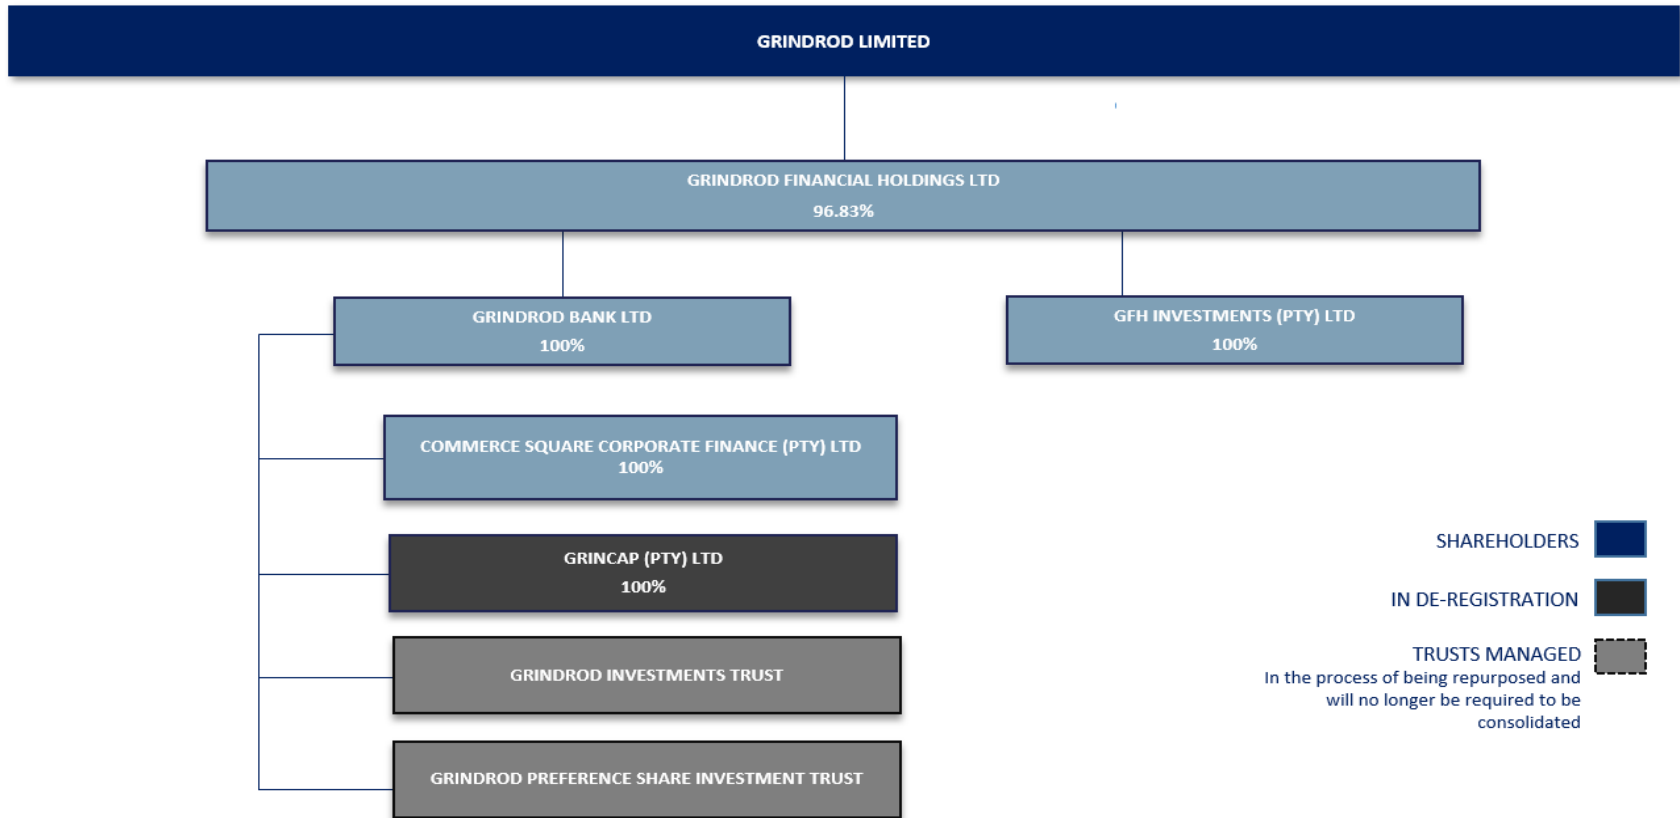 GRINDROD LIMITED
GRINDROD FINANCIAL HOLDINGS LTD
96.83%
GRINDROD BANK LTD
100%
GFH INVESTMENTS (PTY) LTD
100%
COMMERCE SQUARE CORPORATE FINANCE (PTY) LTD
100%
GRINCAP (PTY) LTD
100%
GRINDROD INVESTMENTS TRUST
GRINDROD PREFERENCE SHARE INVESTMENT TRUST
SHAREHOLDERS
IN DE-REGISTRATION
TRUSTS MANAGED
In the process of being repurposed and
will no longer be required to be
consolidated